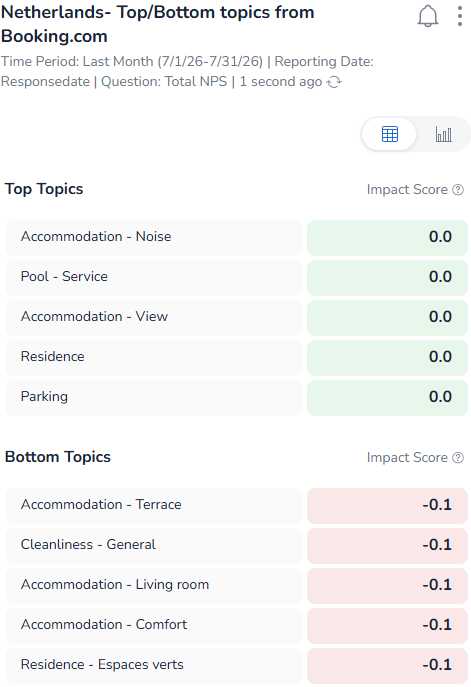 Netherlands- Top/Bottom topics from
Booking.com
Time Period: Last Month (7/1/26-7/31/26) | Reporting Date:
Responsedate | Question: Total NPS | 1 second ago
Top Topics Impact Score
Accommodation - Noise 0.0
Pool - Service 0.0
Accommodation - View 0.0
Residence 0.0
Parking 0.0
Bottom Topics Impact Score
Accommodation - Terrace -0.1
Cleanliness - General -0.1
Accommodation - Living room -0.1
Accommodation - Comfort -0.1
Residence - Espaces verts -0.1